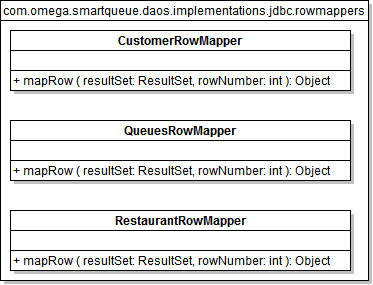 com.omega.smartqueue.daos.implementations.jdbc.rowmappers
CustomerRowMapper
+ mapRow ( resultSet: ResultSet, rowNumber: int ): Object
QueuesRowMapper
+ mapRow ( resultSet: ResultSet, rowNumber: int ): Object
RestaurantRowMapper
+ mapRow ( resultSet: ResultSet, rowNumber: int ): Object